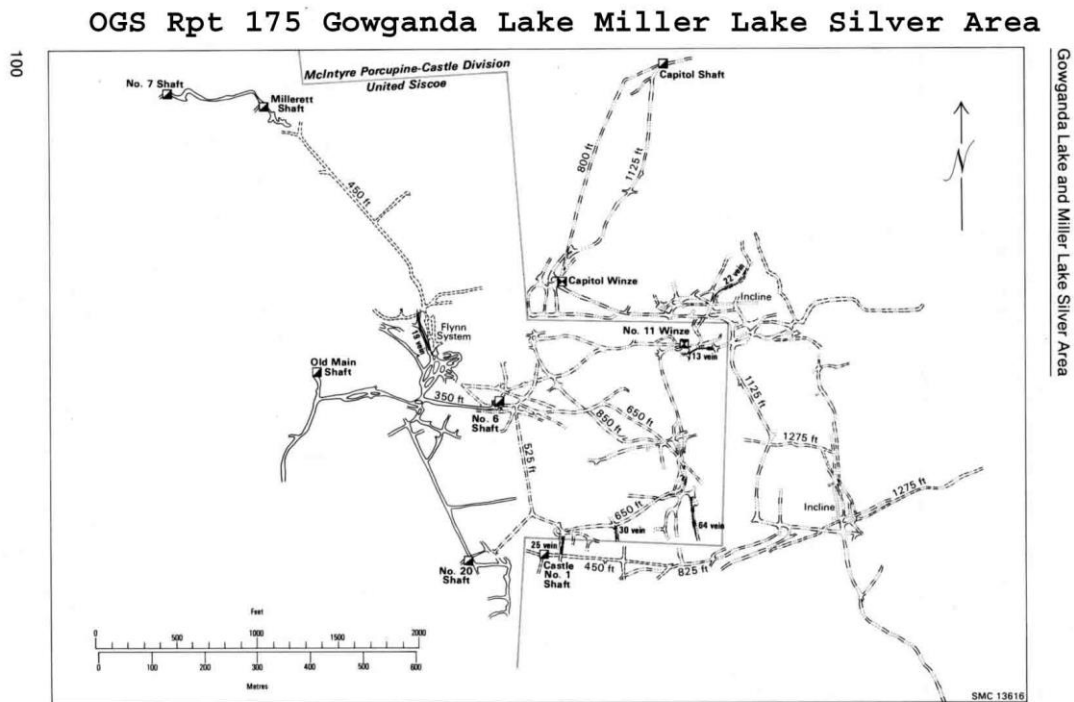 OGS Rpt 175 Gowganda Lake Miller Lake Silver Area
100
Gowganda Lake and Miller Lake Silver Area
McIntyre Porcupine-Castle Division
United Siscoe
No. 7 Shaft
Millerett
Shaft
Capitol Shaft
N
800 ft
1125 ft
450 ft
Capitol Winze
22 vein
Incline
Flynn
System
15 vein
No. 11 Winze
13 vein
Old Main
Shaft
350 ft
No. 6
Shaft
850 ft
650 ft
1125 ft
525 ft
1275 ft
1275 ft
Incline
650 ft
30 vein
64 vein
25 vein
No. 20
Shaft
Castle
No. 1
Shaft
450 ft
825 ft
Feet
0 500 1000 2000
0 100 200 300 400 500 600
Metres
SMC 13616